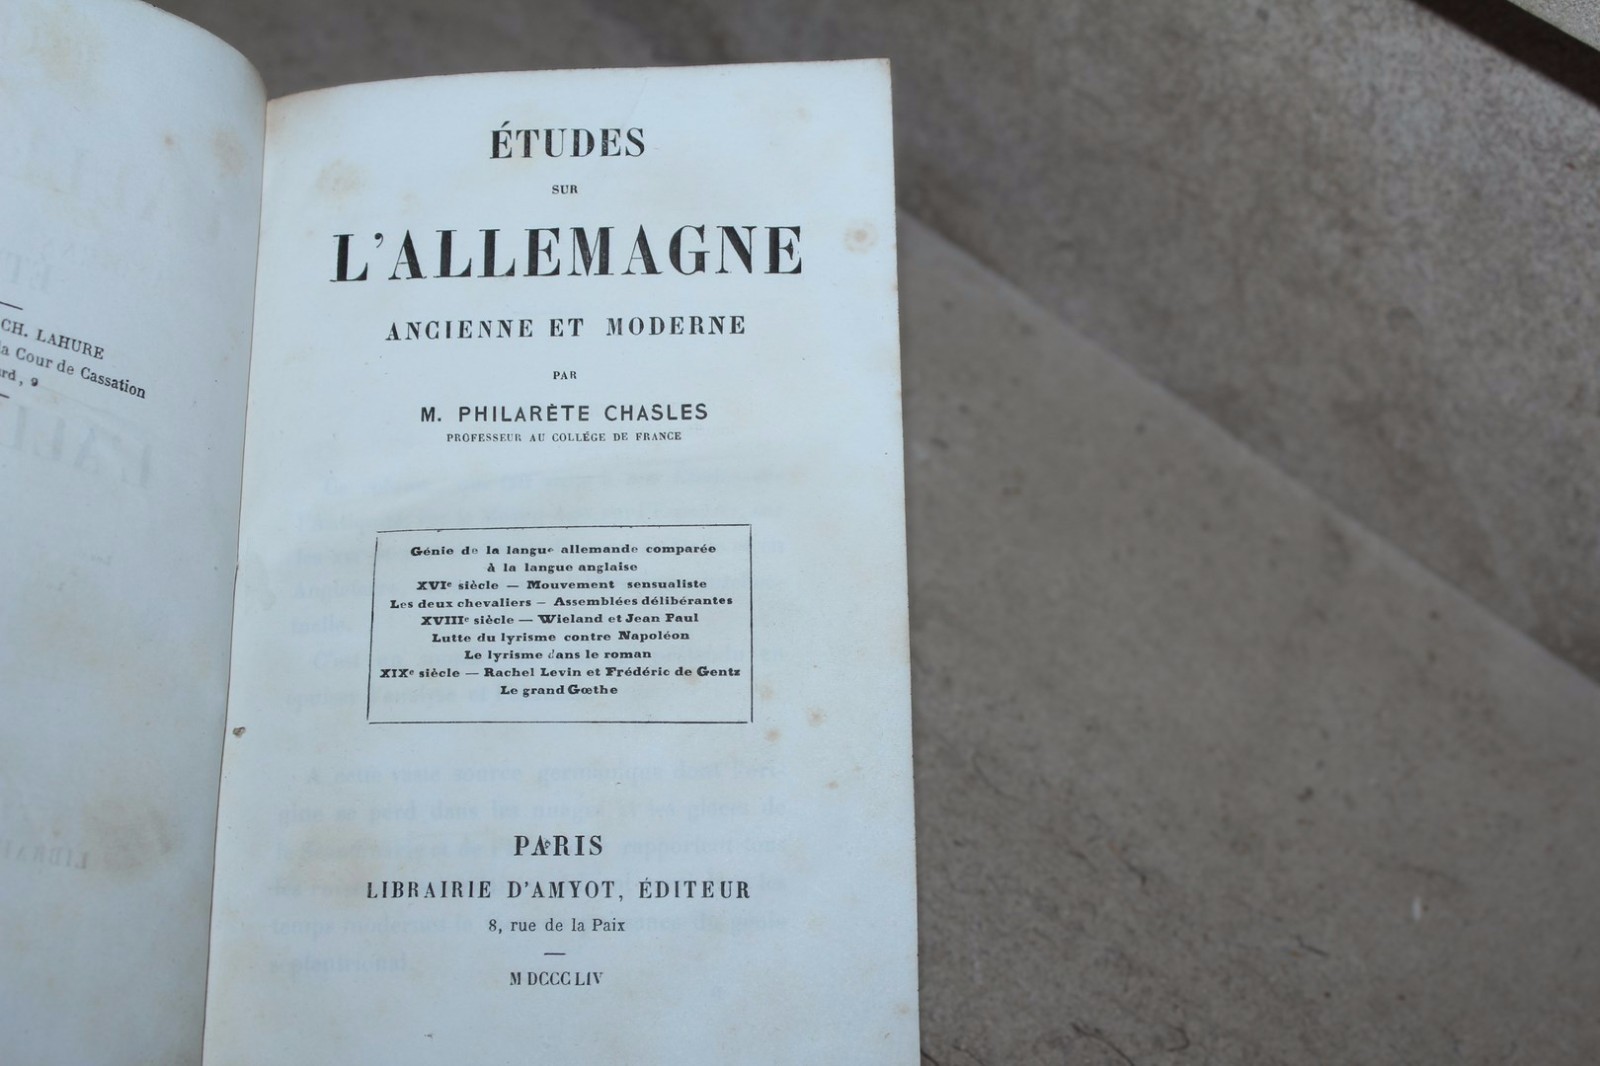 CH. LAHURE
la Cour de Cassation
rd, 9
ÉTUDES
SUR
L'ALLEMAGNE
ANCIENNE ET MODERNE
PAR
M. PHILARÈTE CHASLES
PROFESSEUR AU COLLÉGE DE FRANCE
Génie de la langue allemande comparée
à la langue anglaise
XVIe siècle — Mouvement sensualiste
Les deux chevaliers — Assemblées délibérantes
XVIIIe siècle — Wieland et Jean Paul
Lutte du lyrisme contre Napoléon
Le lyrisme dans le roman
XIXe siècle — Rachel Levin et Frédéric de Gentz
Le grand Gœthe
PARIS
LIBRAIRIE D'AMYOT, ÉDITEUR
8, rue de la Paix
M DCCC LIV